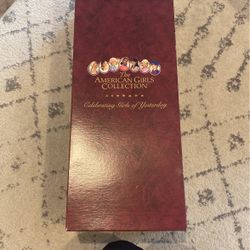 The
AMERICAN GIRLS
COLLECTION
Celebrating Girls of Yesterday